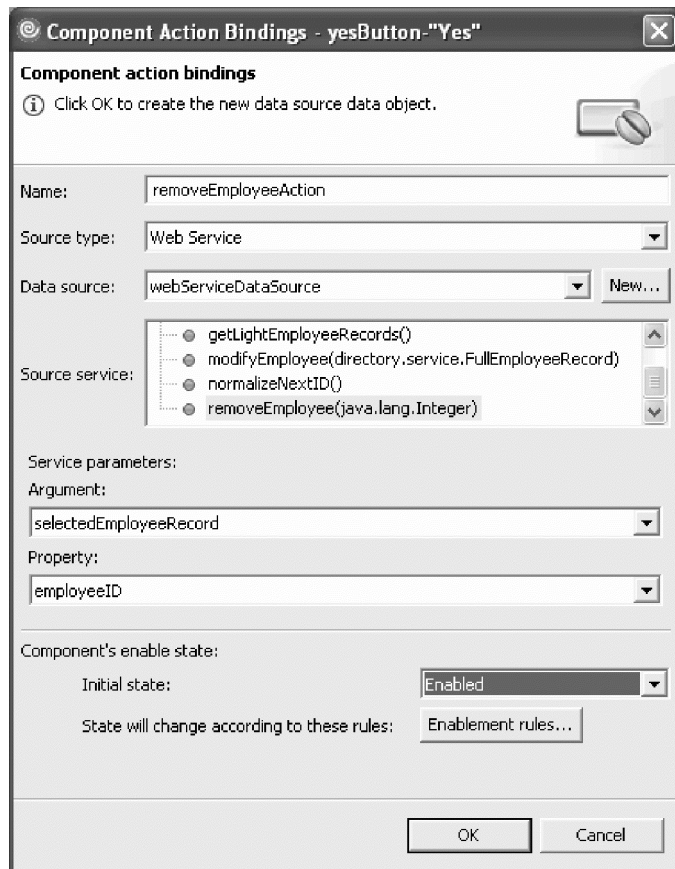 Component Action Bindings - yesButton-"Yes"
Component action bindings
Click OK to create the new data source data object.
Name: removeEmployeeAction
Source type: Web Service
Data source: webServiceDataSource New...
Source service:
getLightEmployeeRecords()
modifyEmployee(directory.service.FullEmployeeRecord)
normalizeNextID()
removeEmployee(java.lang.Integer)
Service parameters:
Argument:
selectedEmployeeRecord
Property:
employeeID
Component's enable state:
Initial state: Enabled
State will change according to these rules: Enablement rules...
OK Cancel